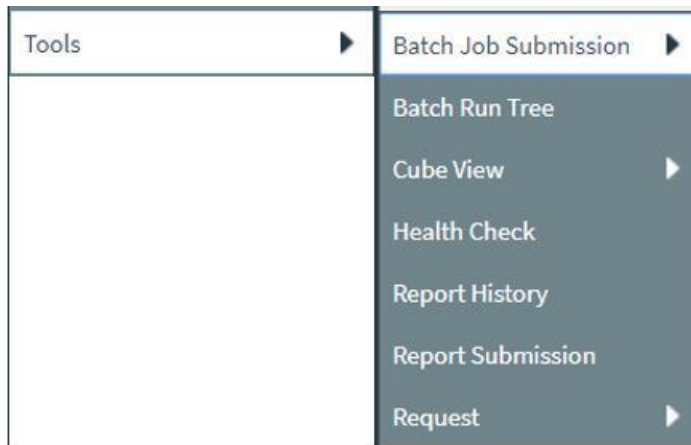 Tools
Batch Job Submission
Batch Run Tree
Cube View
Health Check
Report History
Report Submission
Request